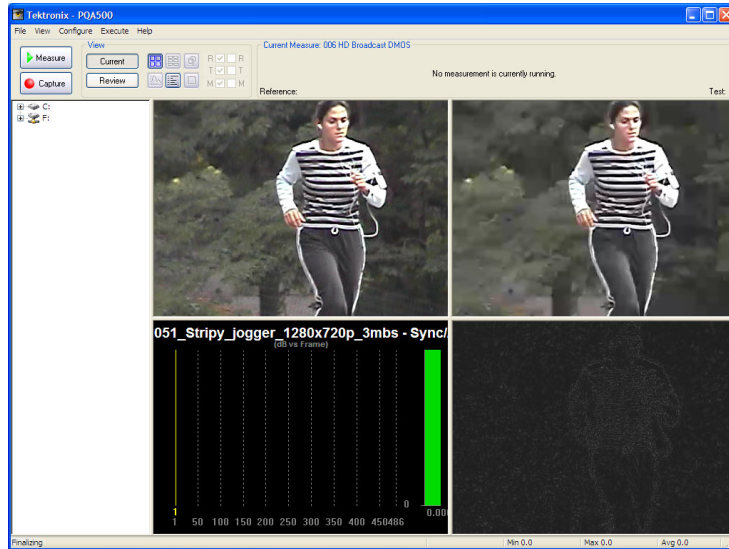 Tektronix - PQA500
File View Configure Execute Help
Measure
Capture
View
Current
Review
R R
T T
M M
Current Measure: 006 HD Broadcast DMOS
No measurement is currently running.
Reference:
Test:
C:
F:
051_Stripy_jogger_1280x720p_3mbs - Sync/
(dB vs Frame)
0
1
1 50 100 150 200 250 300 350 400 450486
0.00
Finalizing
Min 0.0
Max 0.0
Avg 0.0